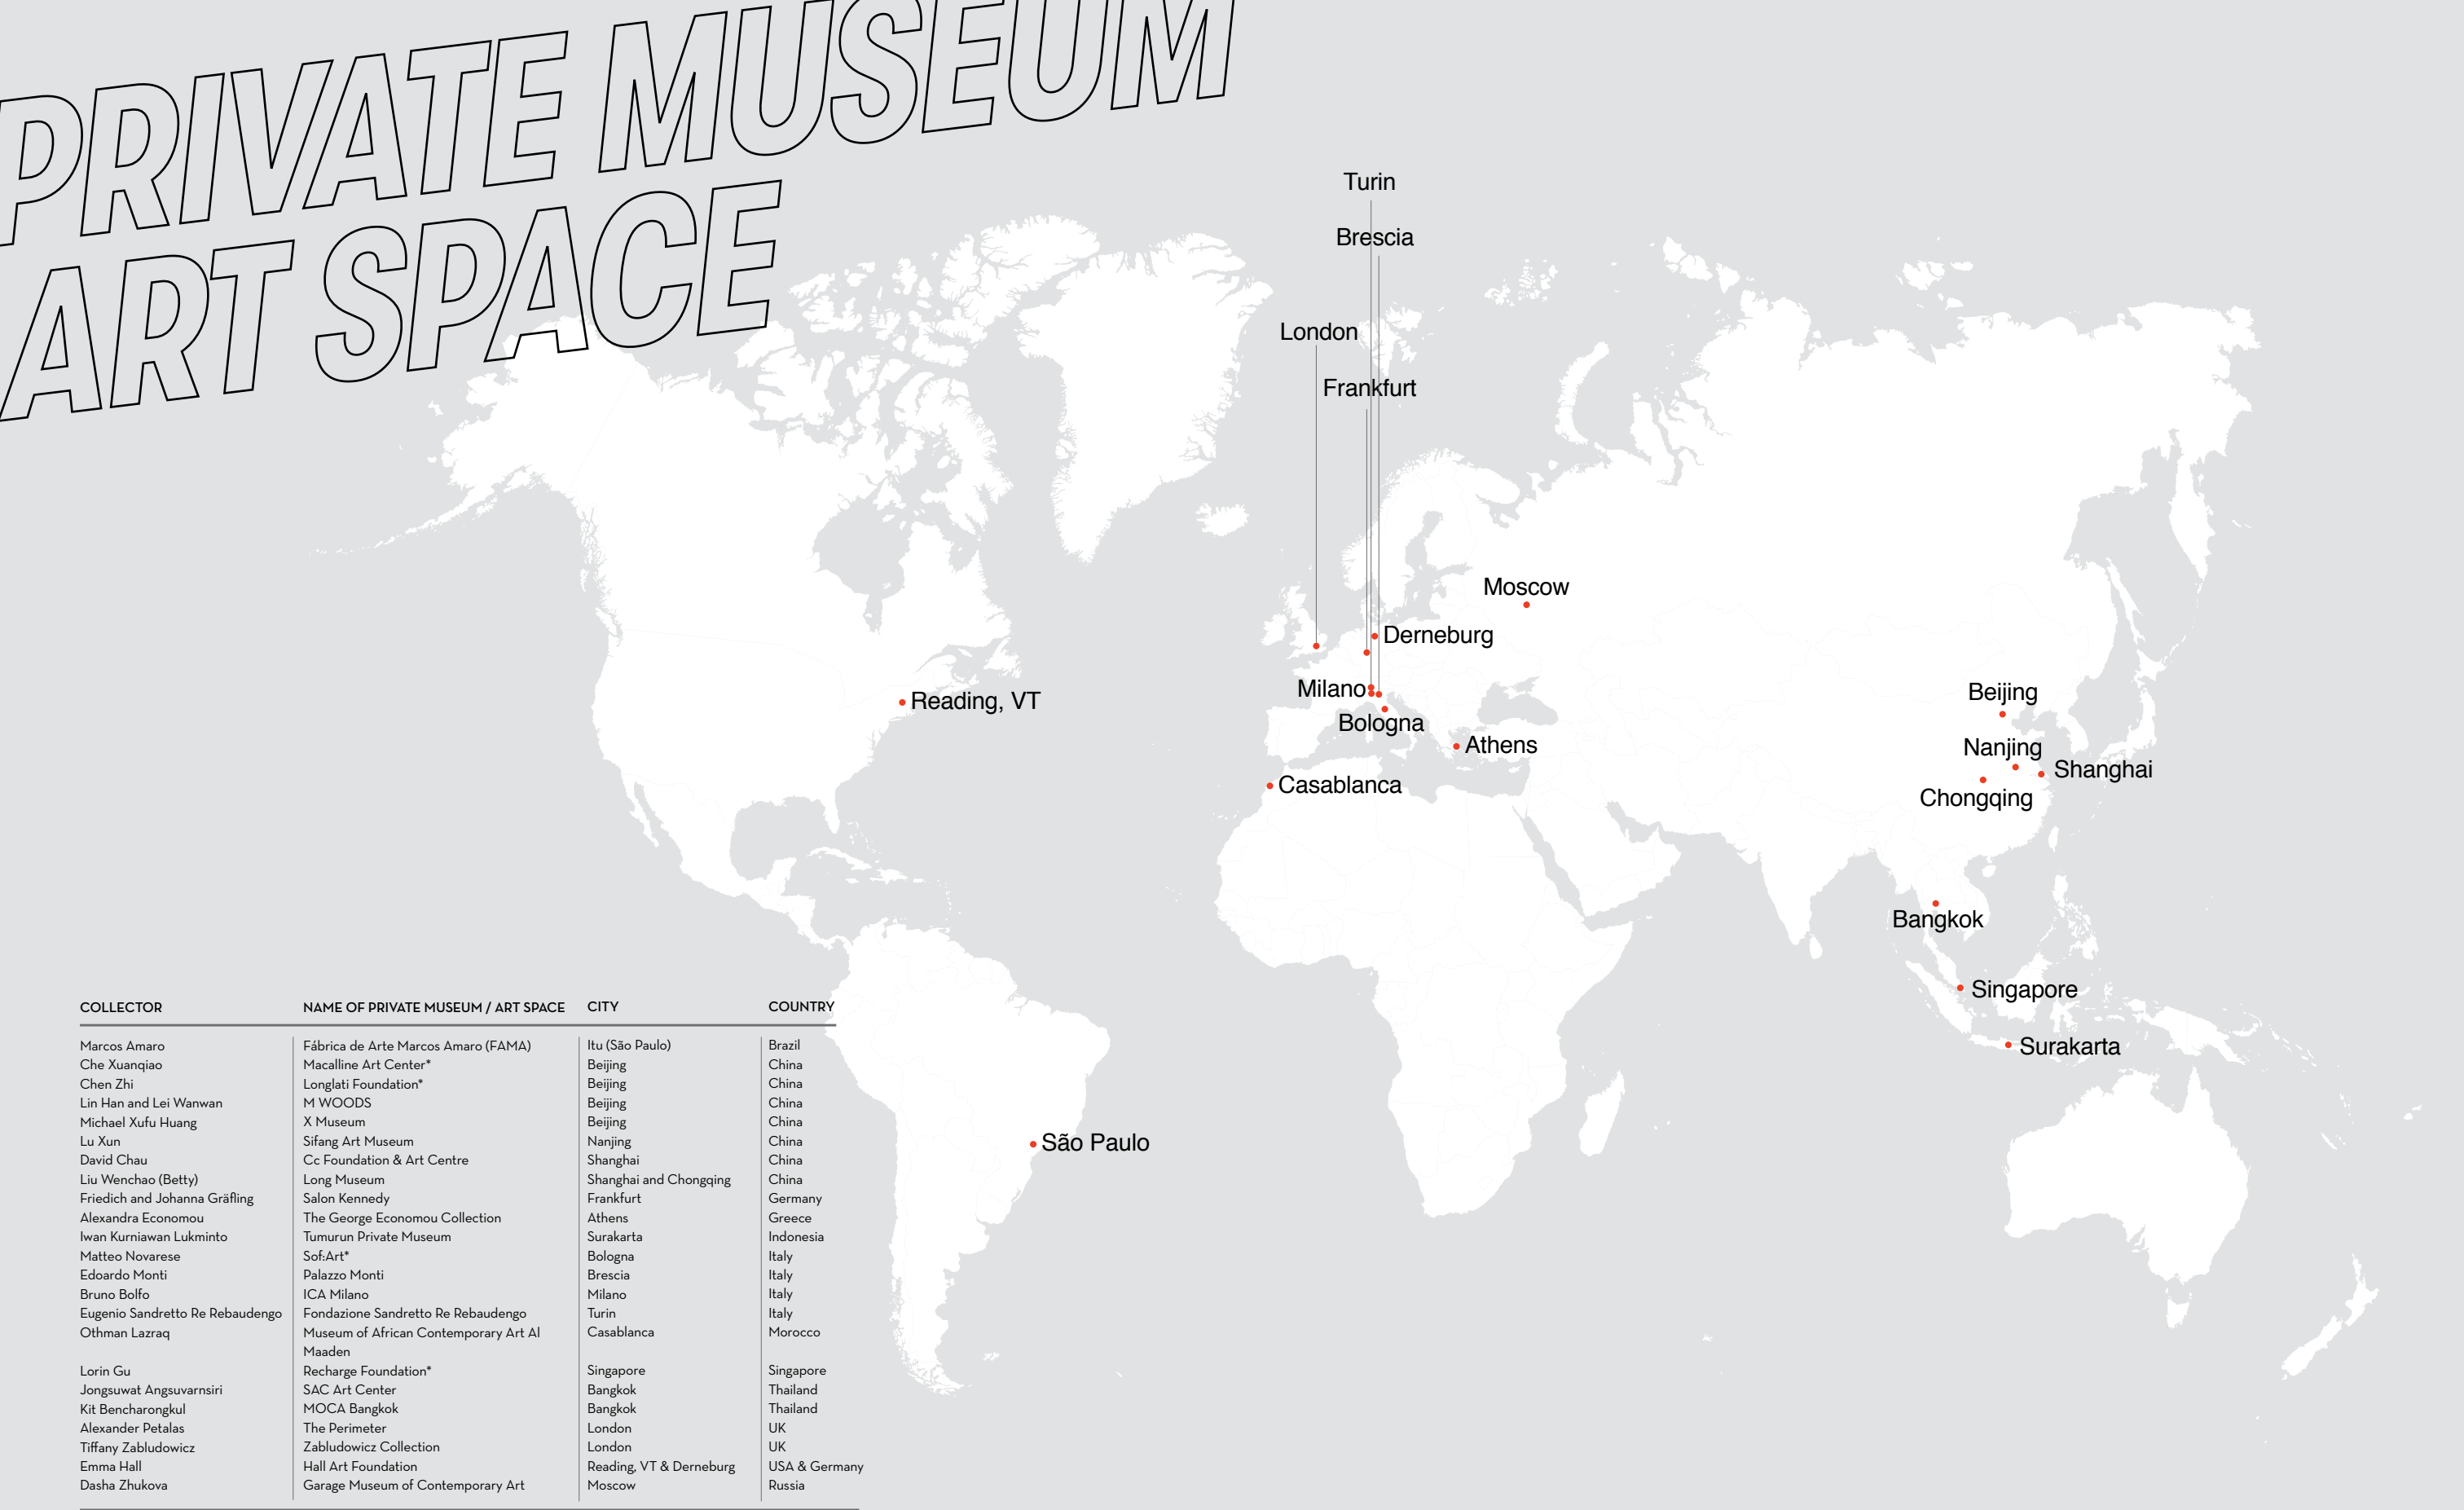 PRIVATE MUSEUM
ART SPACE
Turin
Brescia
London
Frankfurt
Moscow
Derneburg
Milano
Bologna
Athens
Casablanca
Reading, VT
Beijing
Nanjing
Shanghai
Chongqing
Bangkok
Singapore
Surakarta
São Paulo
COLLECTOR NAME OF PRIVATE MUSEUM / ART SPACE CITY COUNTRY
Marcos Amaro Fábrica de Arte Marcos Amaro (FAMA) Itu (São Paulo) Brazil
Che Xuanqiao Macalline Art Center* Beijing China
Chen Zhi Longlati Foundation* Beijing China
Lin Han and Lei Wanwan M WOODS Beijing China
Michael Xufu Huang X Museum Beijing China
Lu Xun Sifang Art Museum Nanjing China
David Chau Cc Foundation & Art Centre Shanghai China
Liu Wenchao (Betty) Long Museum Shanghai and Chongqing China
Friedich and Johanna Gräfling Salon Kennedy Frankfurt Germany
Alexandra Economou The George Economou Collection Athens Greece
Iwan Kurniawan Lukminto Tumurun Private Museum Surakarta Indonesia
Matteo Novarese Sof:Art* Bologna Italy
Edoardo Monti Palazzo Monti Brescia Italy
Bruno Bolfo ICA Milano Milano Italy
Eugenio Sandretto Re Rebaudengo Fondazione Sandretto Re Rebaudengo Turin Italy
Othman Lazraq Museum of African Contemporary Art Al Casablanca Morocco
Maaden
Lorin Gu Recharge Foundation* Singapore Singapore
Jongsuwat Angsuvarnsiri SAC Art Center Bangkok Thailand
Kit Bencharongkul MOCA Bangkok Bangkok Thailand
Alexander Petalas The Perimeter London UK
Tiffany Zabludowicz Zabludowicz Collection London UK
Emma Hall Hall Art Foundation Reading, VT & Derneburg USA & Germany
Dasha Zhukova Garage Museum of Contemporary Art Moscow Russia